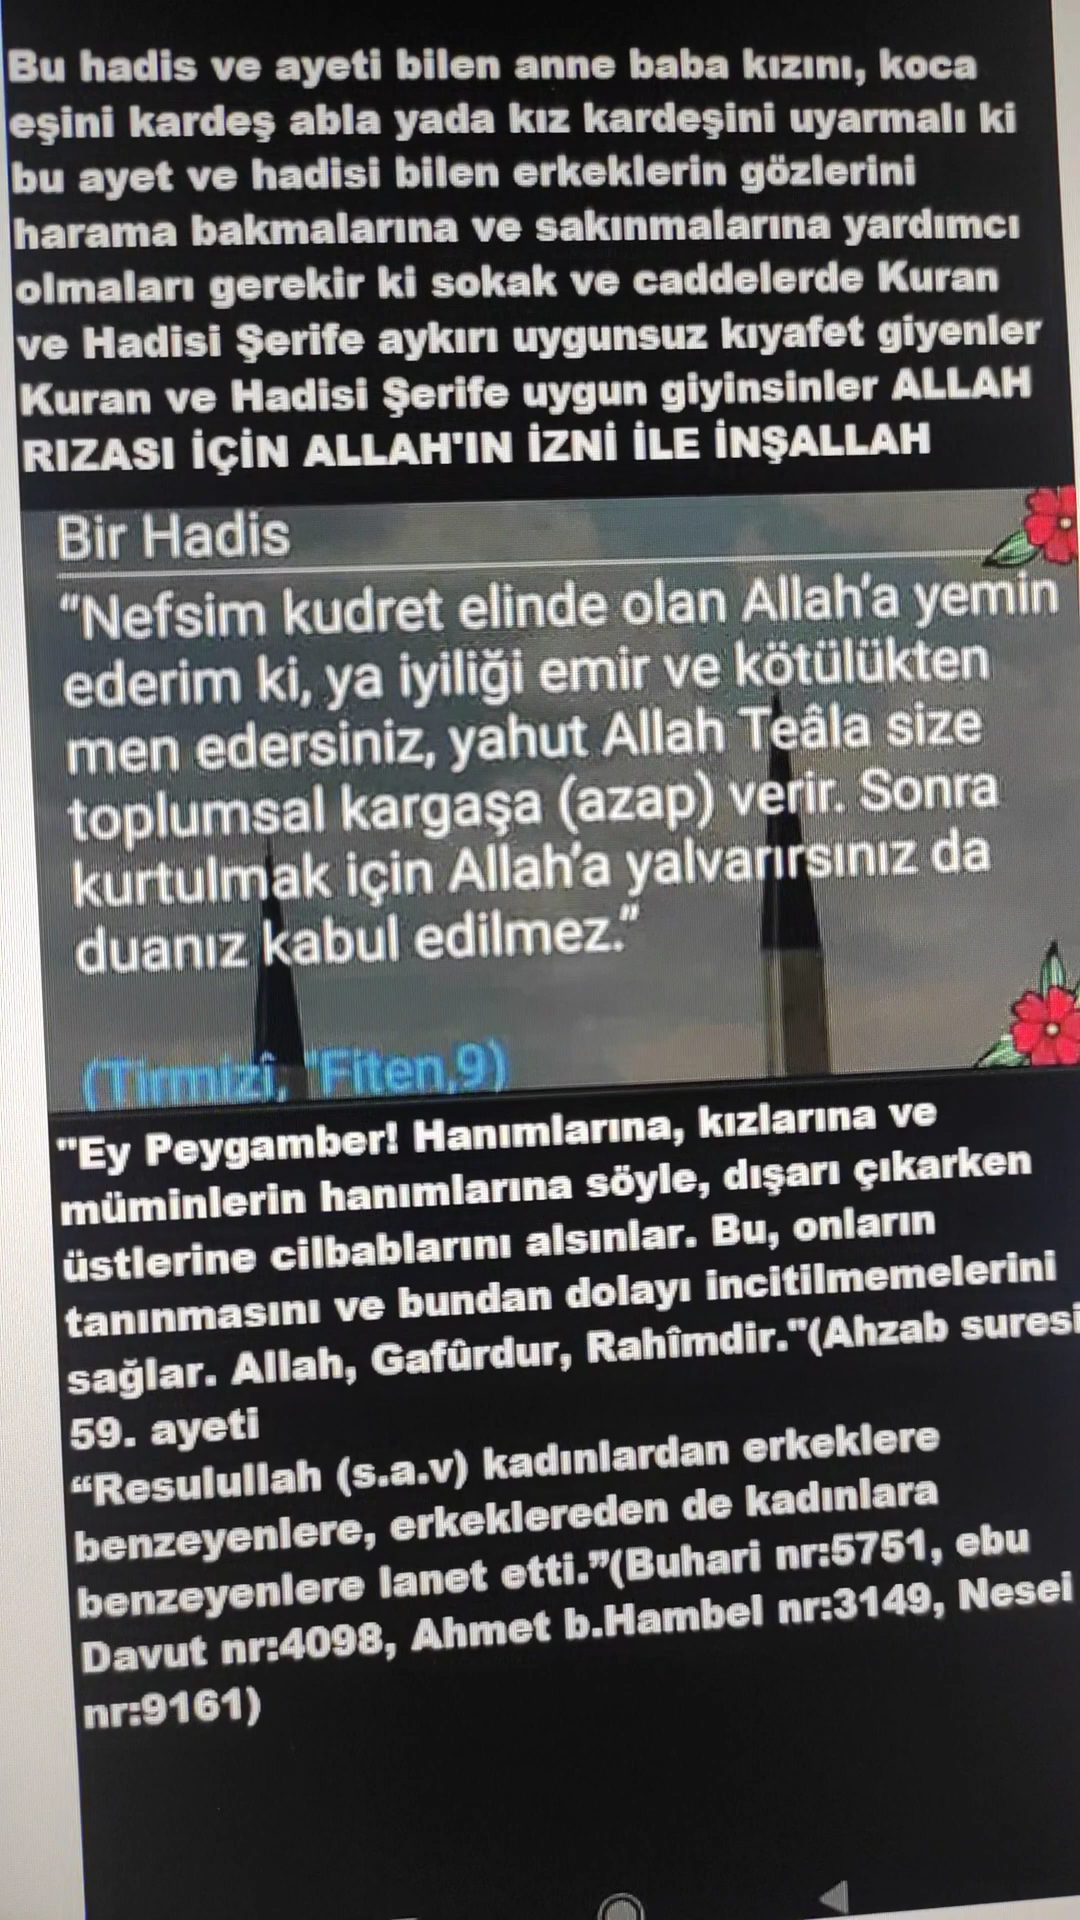 Bu hadis ve ayeti bilen anne baba kızını, koca
eşini kardeş abla yada kız kardeşini uyarmalı ki
bu ayet ve hadisi bilen erkeklerin gözlerini
harama bakmalarına ve sakınmalarına yardımcı
olmaları gerekir ki sokak ve caddelerde Kuran
ve Hadisi Şerife aykırı uygunsuz kıyafet giyenler
Kuran ve Hadisi Şerife uygun giyinsinler ALLAH
RIZASI İÇİN ALLAH'IN İZNİ İLE İNŞALLAH
Bir Hadis
“Nefsim kudret elinde olan Allah’a yemin
ederim ki, ya iyiliği emir ve kötülükten
men edersiniz, yahut Allah Teâla size
toplumsal kargaşa (azap) verir. Sonra
kurtulmak için Allah’a yalvarırsınız da
duanız kabul edilmez.”
(Tirmizî, "Fiten,9)
"Ey Peygamber! Hanımlarına, kızlarına ve
müminlerin hanımlarına söyle, dışarı çıkarken
üstlerine cilbablarını alsınlar. Bu, onların
tanınmasını ve bundan dolayı incitilmemelerini
sağlar. Allah, Gafûrdur, Rahîmdir."(Ahzab suresi
59. ayeti
“Resulullah (s.a.v) kadınlardan erkeklere
benzeyenlere, erkeklereden de kadınlara
benzeyenlere lanet etti.”(Buhari nr:5751, ebu
Davut nr:4098, Ahmet b.Hambel nr:3149, Nesei
nr:9161)